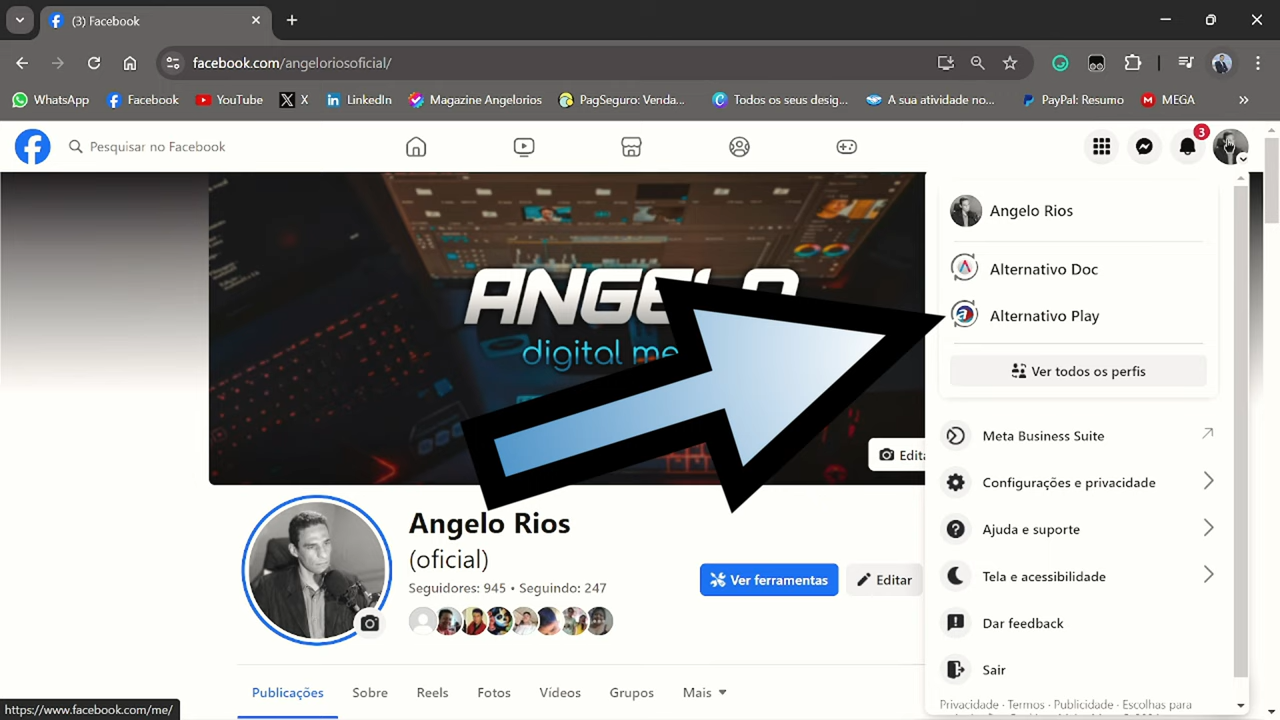 (3) Facebook
facebook.com/angeloriosoficial/
WhatsApp
Facebook
YouTube
X
LinkedIn
Magazine Angelorios
PagSeguro: Venda...
Todos os seus desig...
A sua atividade no...
PayPal: Resumo
MEGA
Pesquisar no Facebook
3
Angelo Rios
Alternativo Doc
Alternativo Play
Ver todos os perfis
Meta Business Suite
Configurações e privacidade
Ajuda e suporte
Tela e acessibilidade
Dar feedback
Sair
Privacidade · Termos · Publicidade · Escolhas para
ANGELO
digital me
Edita
Angelo Rios
(oficial)
Seguidores: 945 • Seguindo: 247
Ver ferramentas
Editar
Publicações
Sobre
Reels
Fotos
Vídeos
Grupos
Mais
https://www.facebook.com/me/